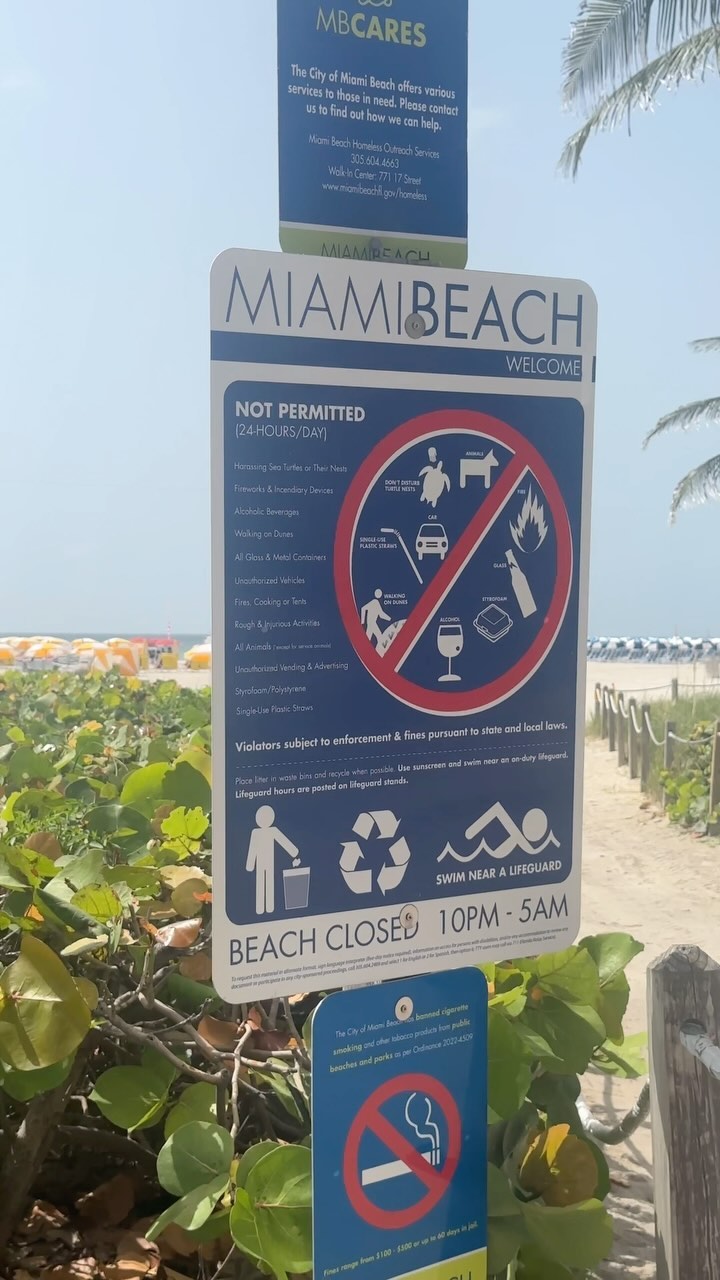 MBCARES
The City of Miami Beach offers various
services to those in need. Please contact
us to find out how we can help.
Miami Beach Homeless Outreach Services
305.604.4663
Walk-In Center: 771 17 Street
www.miamibeachfl.gov/homeless
MIAMIBEACH
MIAMIBEACH
WELCOME
NOT PERMITTED
(24-HOURS/DAY)
Harassing Sea Turtles or Their Nests
Fireworks & Incendiary Devices
Alcoholic Beverages
Walking on Dunes
All Glass & Metal Containers
Unauthorized Vehicles
Fires, Cooking or Tents
Rough & Injurious Activities
All Animals (*except for service animals)
Unauthorized Vending & Advertising
Styrofoam/Polystyrene
Single-Use Plastic Straws
ANIMALS
DON'T DISTURB
TURTLE NESTS
FIRE
CAR
SINGLE-USE
PLASTIC STRAWS
GLASS
WALKING
ON DUNES
STYROFOAM
ALCOHOL
Violators subject to enforcement & fines pursuant to state and local laws.
Place litter in waste bins and recycle when possible. Use sunscreen and swim near an on-duty lifeguard.
Lifeguard hours are posted on lifeguard stands.
SWIM NEAR A LIFEGUARD
BEACH CLOSED 10PM - 5AM
The City of Miami Beach has banned cigarette
smoking and other tobacco products from public
beaches and parks as per Ordinance 2022-4509
Fines range from $100 - $500 or up to 60 days in jail.